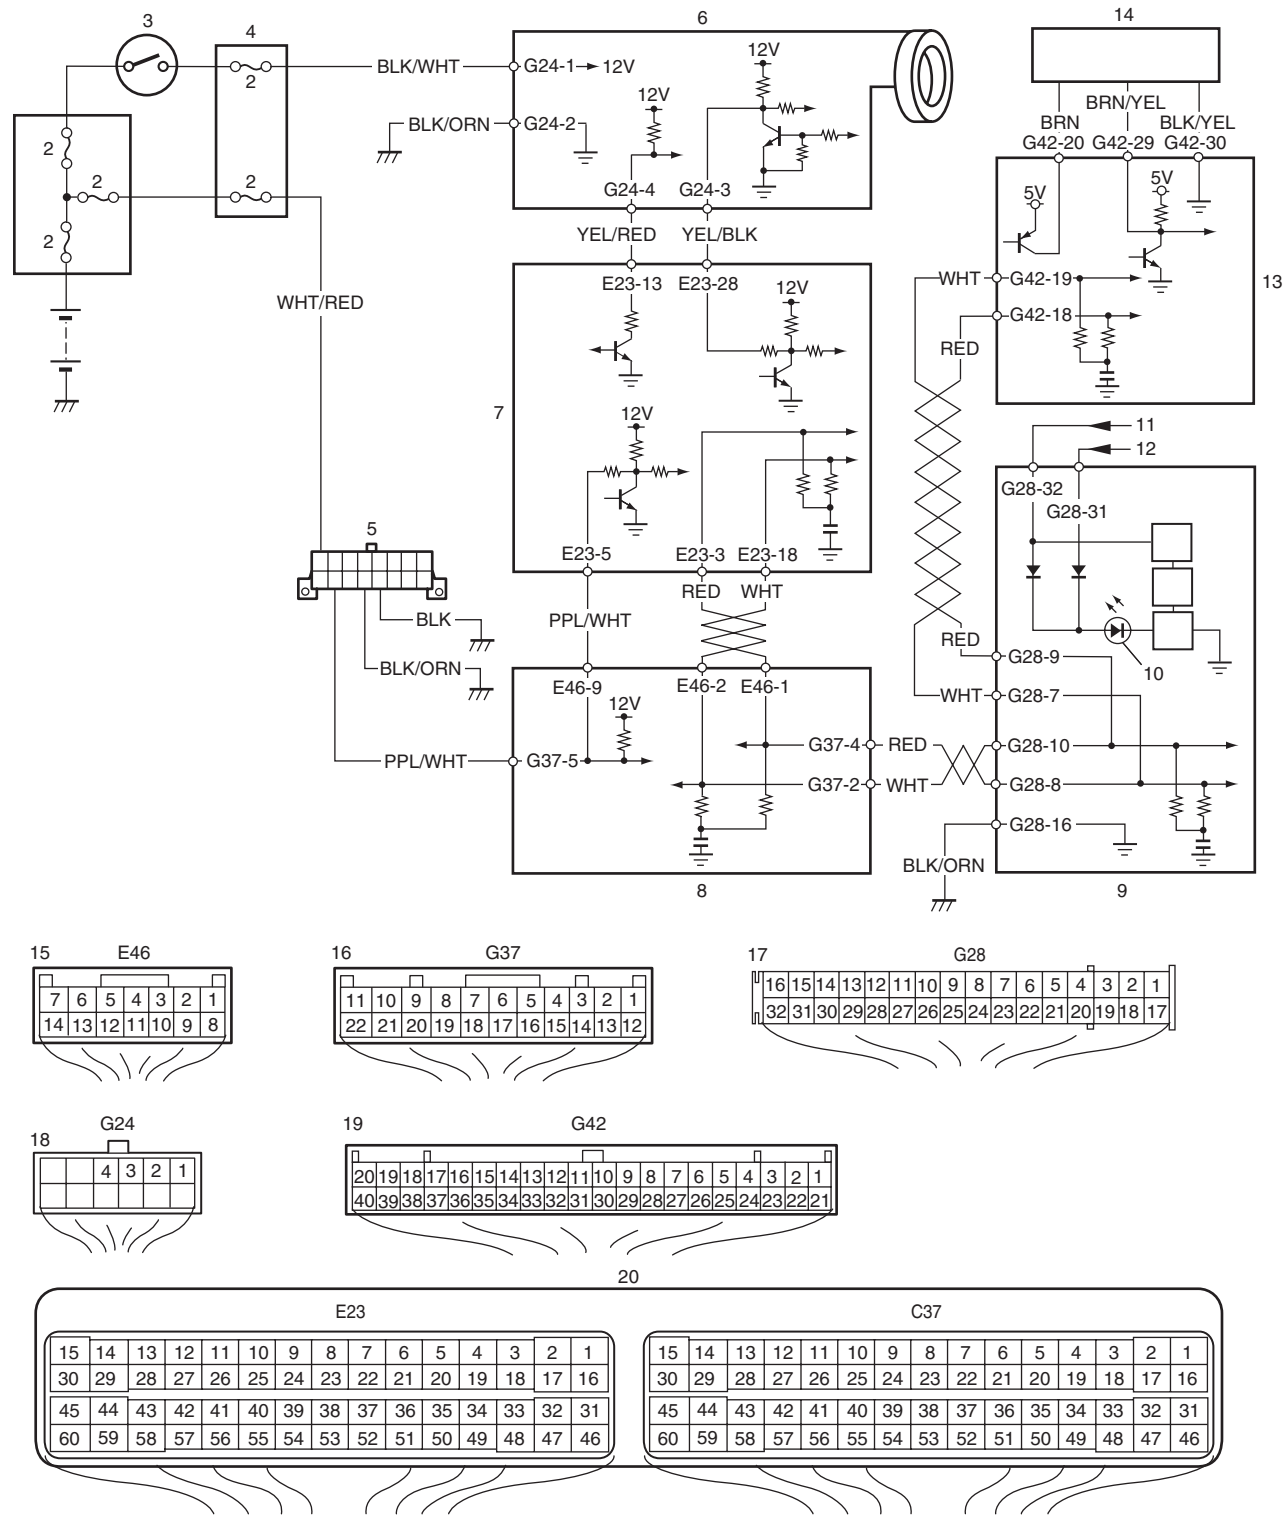 3
4
6
14
2
BLK/WHT
G24-1
12V
12V
12V
BLK/ORN
G24-2
BRN/YEL
BRN
BLK/YEL
G42-20
G42-29
G42-30
2
2
2
2
G24-4
G24-3
YEL/RED
YEL/BLK
5V
5V
E23-13
E23-28
12V
WHT
G42-19
13
G42-18
WHT/RED
RED
7
12V
11
12
G28-32
G28-31
5
E23-5
E23-3
E23-18
RED
WHT
PPL/WHT
BLK
BLK/ORN
RED
G28-9
10
E46-9
E46-2
E46-1
12V
WHT
G28-7
G37-4
RED
G28-10
PPL/WHT
G37-5
G37-2
WHT
G28-8
G28-16
BLK/ORN
8
9
15 E46
7 6 5 4 3 2 1
14 13 12 11 10 9 8
16 G37
11 10 9 8 7 6 5 4 3 2 1
22 21 20 19 18 17 16 15 14 13 12
17 G28
16 15 14 13 12 11 10 9 8 7 6 5 4 3 2 1
32 31 30 29 28 27 26 25 24 23 22 21 20 19 18 17
18 G24
4 3 2 1
19 G42
20 19 18 17 16 15 14 13 12 11 10 9 8 7 6 5 4 3 2 1
40 39 38 37 36 35 34 33 32 31 30 29 28 27 26 25 24 23 22 21
20
E23
15 14 13 12 11 10 9 8 7 6 5 4 3 2 1
30 29 28 27 26 25 24 23 22 21 20 19 18 17 16
45 44 43 42 41 40 39 38 37 36 35 34 33 32 31
60 59 58 57 56 55 54 53 52 51 50 49 48 47 46
C37
15 14 13 12 11 10 9 8 7 6 5 4 3 2 1
30 29 28 27 26 25 24 23 22 21 20 19 18 17 16
45 44 43 42 41 40 39 38 37 36 35 34 33 32 31
60 59 58 57 56 55 54 53 52 51 50 49 48 47 46